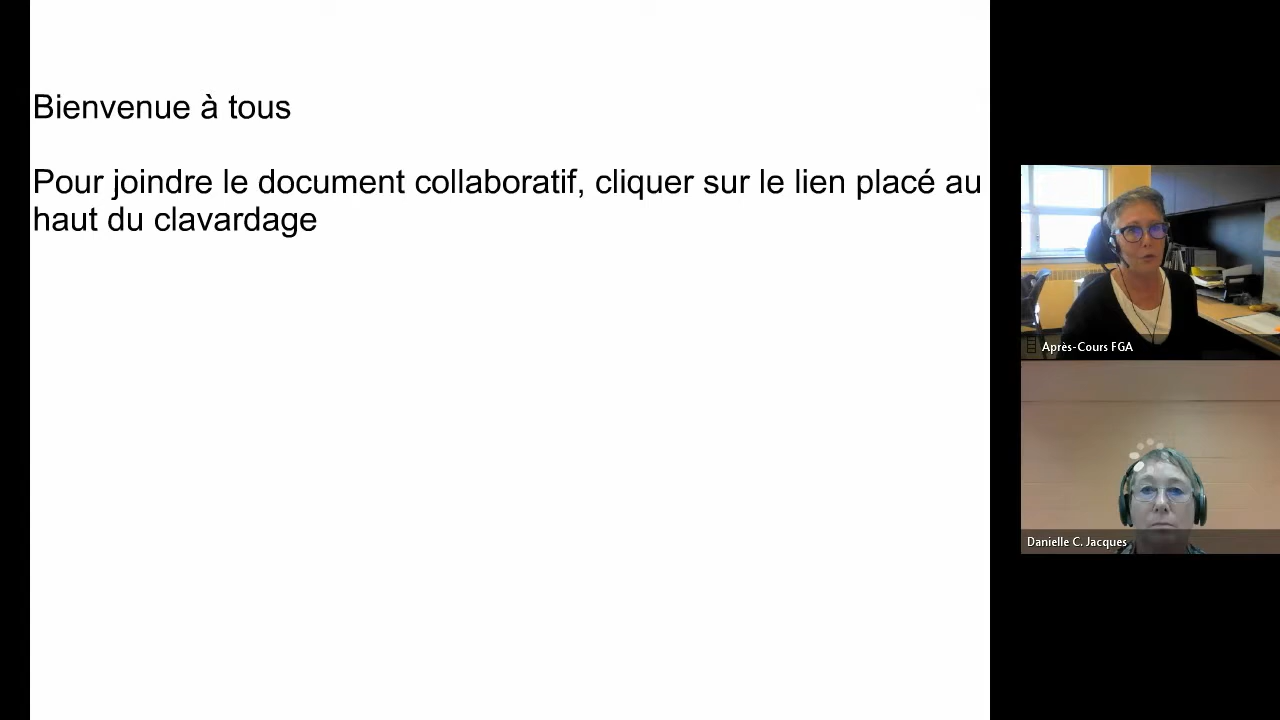 Bienvenue à tous
Pour joindre le document collaboratif, cliquer sur le lien placé au
haut du clavardage
Après-Cours FGA
Danielle C. Jacques